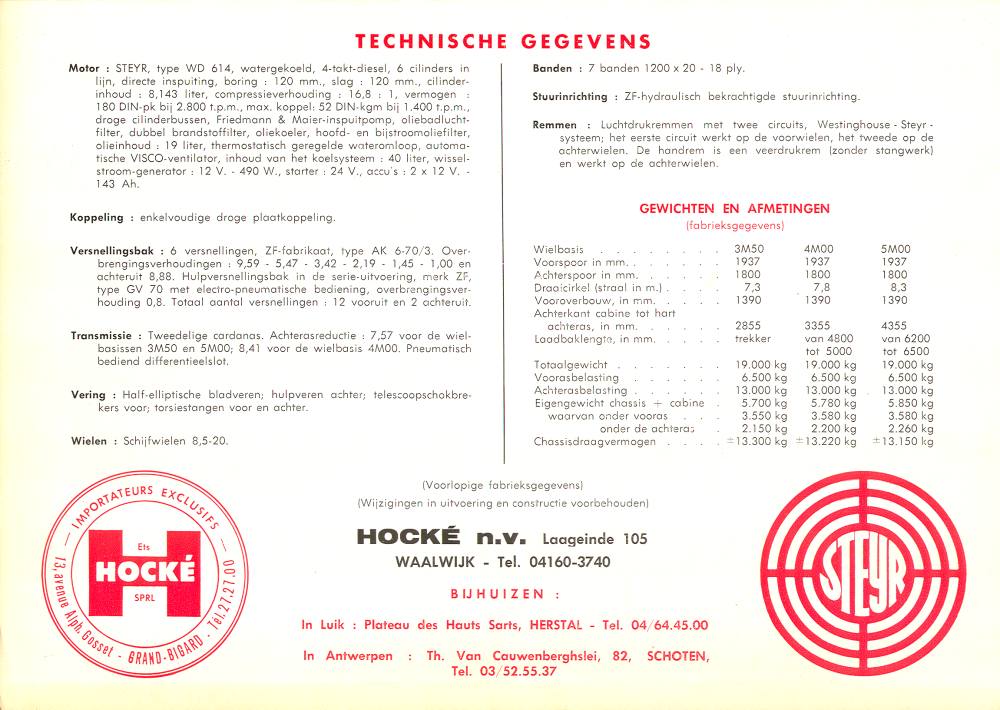 TECHNISCHE GEGEVENS
Motor : STEYR, type WD 614, watergekoeld, 4-takt-diesel, 6 cilinders in
lijn, directe inspuiting, boring : 120 mm., slag : 120 mm., cilinder-
inhoud : 8,143 liter, compressieverhouding : 16,8 : 1, vermogen :
180 DIN-pk bij 2.800 t.p.m., max. koppel: 52 DIN-kgm bij 1.400 t.p.m.,
droge cilinderbussen, Friedmann & Maier-inspuitpomp, oliebadlucht-
filter, dubbel brandstoffilter, oliekoeler, hoofd- en bijstroomoliefilter,
olieinhoud : 19 liter, thermostatisch geregelde wateromloop, automa-
tische VISCO-ventilator, inhoud van het koelsysteem : 40 liter, wissel-
stroom-generator : 12 V. - 490 W., starter : 24 V., accu's : 2 x 12 V. -
143 Ah.
Koppeling : enkelvoudige droge plaatkoppeling.
Versnellingsbak : 6 versnellingen, ZF-fabrikaat, type AK 6-70/3. Over-
brengingsverhoudingen : 9,59 - 5,47 - 3,42 - 2,19 - 1,45 - 1,00 en
achteruit 8,88. Hulpversnellingsbak in de serie-uitvoering, merk ZF,
type GV 70 met electro-pneumatische bediening, overbrengingsver-
houding 0,8. Totaal aantal versnellingen : 12 vooruit en 2 achteruit.
Transmissie : Tweedelige cardanas. Achterasreductie : 7,57 voor de wiel-
basissen 3M50 en 5M00; 8,41 voor de wielbasis 4M00. Pneumatisch
bediend differentieelslot.
Vering : Half-elliptische bladveren; hulpveren achter; telescoopschokbre-
kers voor; torsiestangen voor en achter.
Wielen : Schijfwielen 8,5-20.
Banden : 7 banden 1200 x 20 - 18 ply.
Stuurinrichting : ZF-hydraulisch bekrachtigde stuurinrichting.
Remmen : Luchtdrukremmen met twee circuits, Westinghouse - Steyr -
systeem; het eerste circuit werkt op de voorwielen, het tweede op de
achterwielen. De handrem is een veerdrukrem (zonder stangwerk)
en werkt op de achterwielen.
GEWICHTEN EN AFMETINGEN
(fabrieksgegevens)
Wielbasis . . . . . . . . 3M50 4M00 5M00
Voorspoor in mm. . . . . . 1937 1937 1937
Achterspoor in mm. . . . . . 1800 1800 1800
Draaicirkel (straal in m.) . . . . 7,3 7,8 8,3
Vooroverbouw, in mm. . . . . 1390 1390 1390
Achterkant cabine tot hart
achteras, in mm. . . . . . 2855 3355 4355
Laadbaklengte, in mm. . . . . trekker van 4800 van 6200
tot 5000 tot 6500
Totaalgewicht . . . . . . . 19.000 kg 19.000 kg 19.000 kg
Voorasbelasting . . . . . . 6.500 kg 6.500 kg 6.500 kg
Achterasbelasting . . . . . . 13.000 kg 13.000 kg 13.000 kg
Eigengewicht chassis + cabine . 5.700 kg 5.780 kg 5.850 kg
waarvan onder vooras . . . 3.550 kg 3.580 kg 3.580 kg
onder de achteras . 2.150 kg 2.200 kg 2.260 kg
Chassisdraagvermogen . . . . ±13.300 kg ±13.220 kg ±13.150 kg
(Voorlopige fabrieksgegevens)
(Wijzigingen in uitvoering en constructie voorbehouden)
HOCKÉ n.v. Laageinde 105
WAALWIJK - Tel. 04160-3740
BIJHUIZEN :
In Luik : Plateau des Hauts Sarts, HERSTAL - Tel. 04/64.45.00
In Antwerpen : Th. Van Cauwenberghslei, 82, SCHOTEN,
Tel. 03/52.55.37
— IMPORTATEURS EXCLUSIFS —
Ets
HOCKÉ
SPRL
13, avenue Alph. Gosset - GRAND-BIGARD - Tél. 27.27.00
STEYR